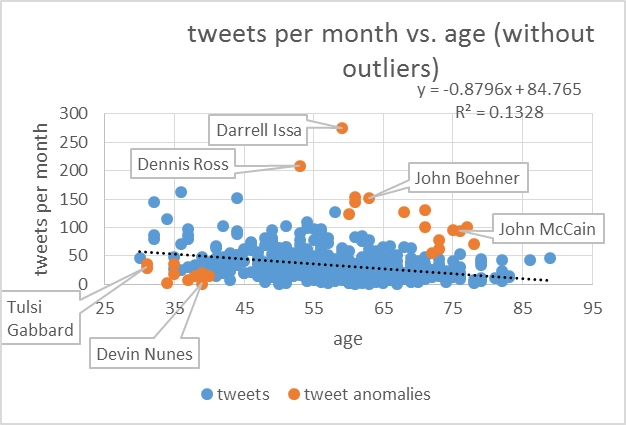 tweets per month vs. age (without
outliers)
y = -0.8796x + 84.765
R² = 0.1328
300
250
200
150
100
50
0
tweets per month
Darrell Issa
Dennis Ross
John Boehner
John McCain
Tulsi
Gabbard
Devin Nunes
25 35 45 55 65 75 85 95
age
tweets tweet anomalies